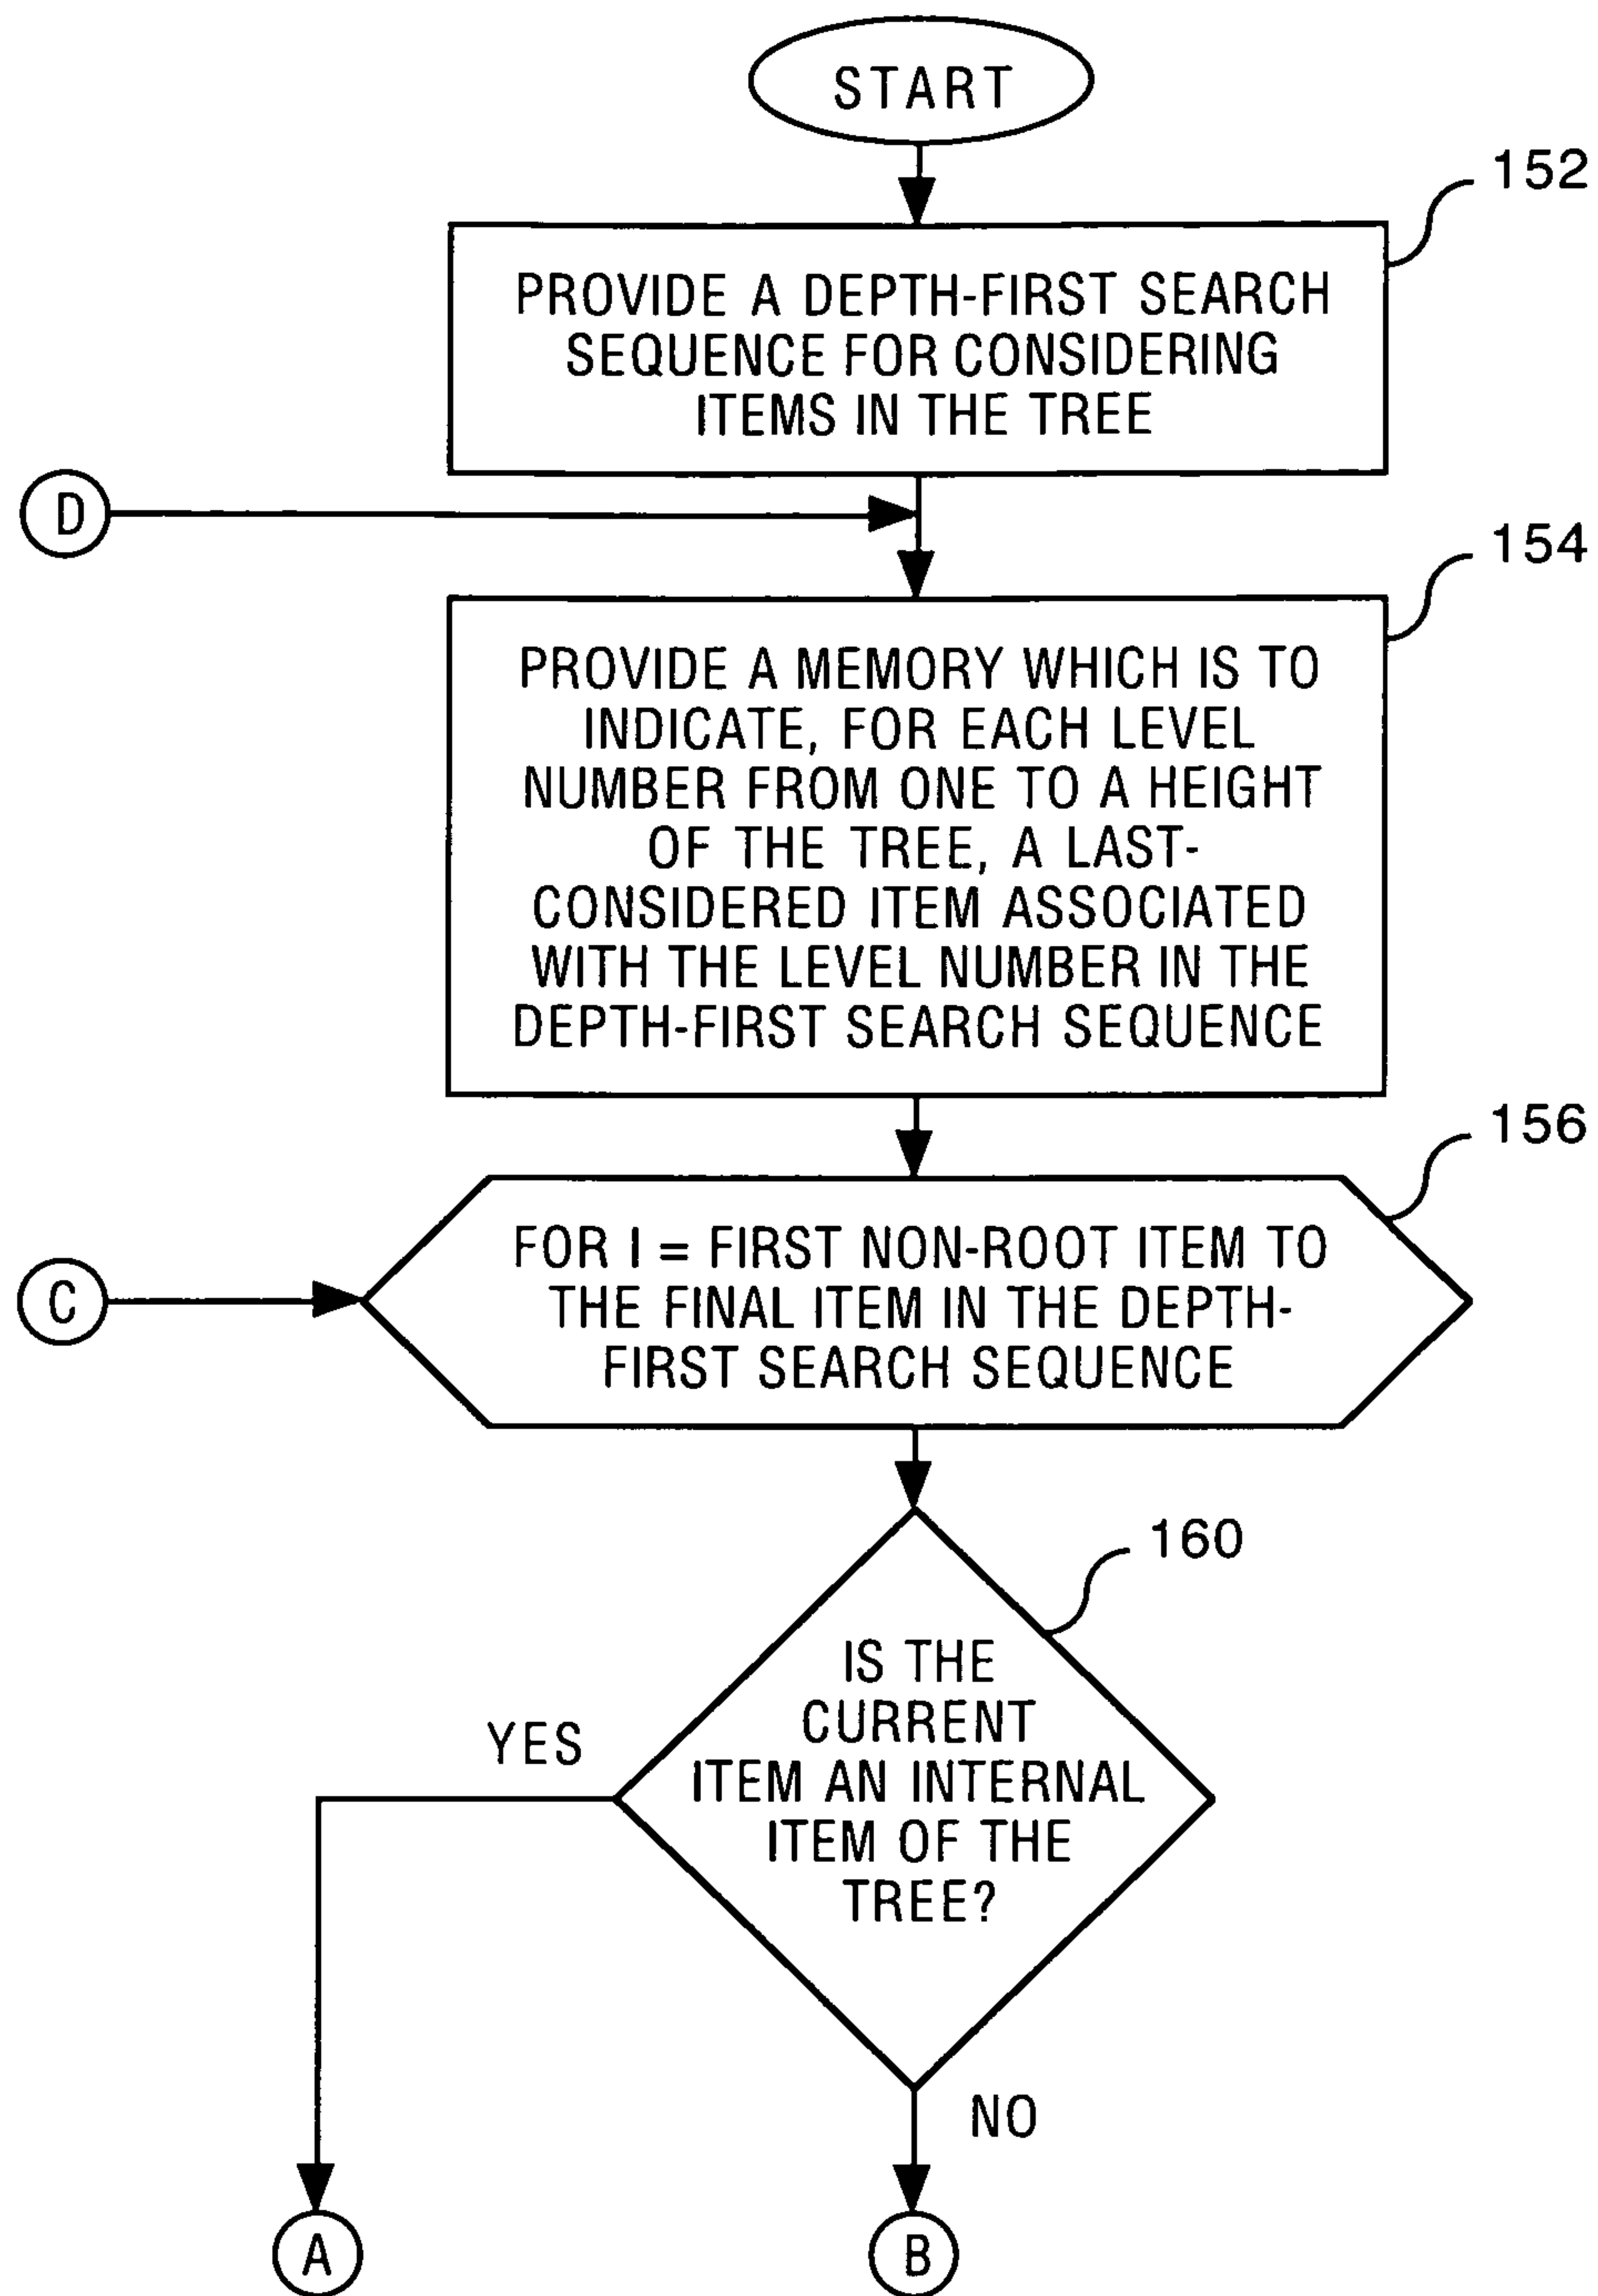 START
152
PROVIDE A DEPTH-FIRST SEARCH
SEQUENCE FOR CONSIDERING
ITEMS IN THE TREE
D
154
PROVIDE A MEMORY WHICH IS TO
INDICATE, FOR EACH LEVEL
NUMBER FROM ONE TO A HEIGHT
OF THE TREE, A LAST-
CONSIDERED ITEM ASSOCIATED
WITH THE LEVEL NUMBER IN THE
DEPTH-FIRST SEARCH SEQUENCE
156
FOR I = FIRST NON-ROOT ITEM TO
THE FINAL ITEM IN THE DEPTH-
FIRST SEARCH SEQUENCE
C
160
IS THE
CURRENT
ITEM AN INTERNAL
ITEM OF THE
TREE?
YES
NO
A
B